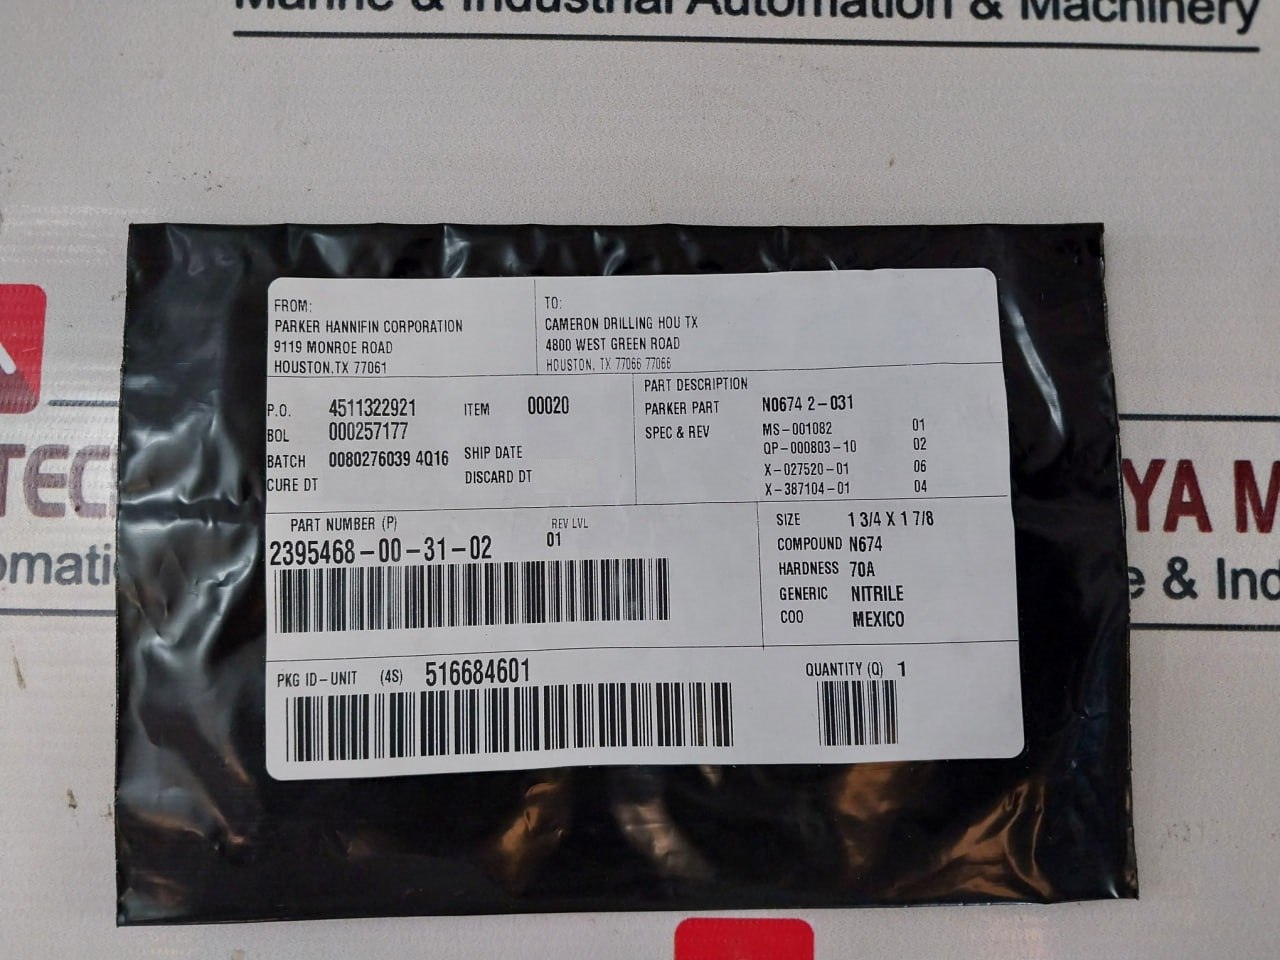 Marine & Industrial Automation & Machinery
FROM:
PARKER HANNIFIN CORPORATION
9119 MONROE ROAD
HOUSTON,TX 77061
TO:
CAMERON DRILLING HOU TX
4800 WEST GREEN ROAD
HOUSTON, TX 77066 77066
P.O. 4511322921 ITEM 00020
BOL 000257177
BATCH 0080276039 4Q16 SHIP DATE
CURE DT DISCARD DT
PART DESCRIPTION
PARKER PART N0674 2-031
SPEC & REV MS-001082 01
QP-000803-10 02
X-027520-01 06
X-387104-01 04
PART NUMBER (P) REV LVL
2395468-00-31-02 01
SIZE 1 3/4 X 1 7/8
COMPOUND N674
HARDNESS 70A
GENERIC NITRILE
COO MEXICO
PKG ID-UNIT (4S) 516684601
QUANTITY (Q) 1
TEC
omati
YA M
e & Ind